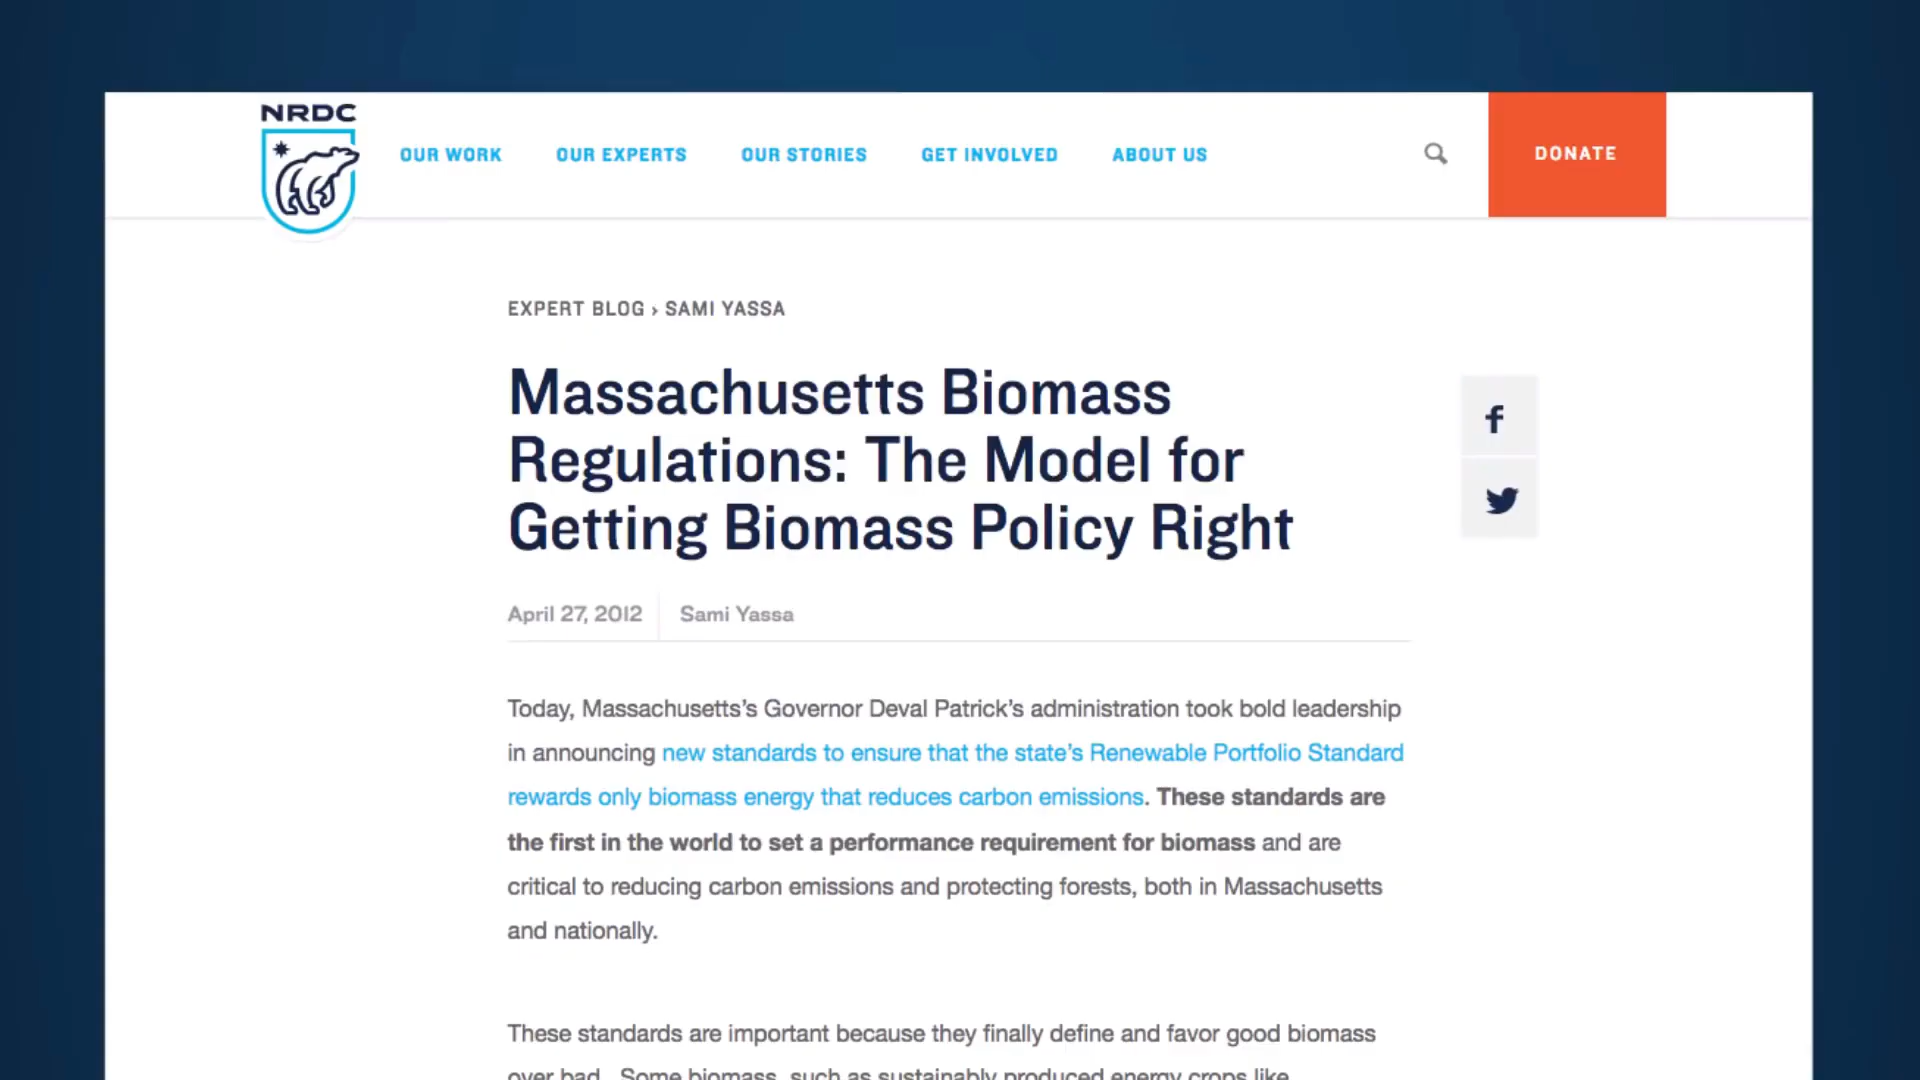 NRDC
OUR WORK OUR EXPERTS OUR STORIES GET INVOLVED ABOUT US DONATE
EXPERT BLOG › SAMI YASSA
Massachusetts Biomass
Regulations: The Model for
Getting Biomass Policy Right
April 27, 2012 Sami Yassa
Today, Massachusetts’s Governor Deval Patrick’s administration took bold leadership
in announcing new standards to ensure that the state’s Renewable Portfolio Standard
rewards only biomass energy that reduces carbon emissions. These standards are
the first in the world to set a performance requirement for biomass and are
critical to reducing carbon emissions and protecting forests, both in Massachusetts
and nationally.
These standards are important because they finally define and favor good biomass
over bad. Some biomass, such as sustainably produced energy crops like